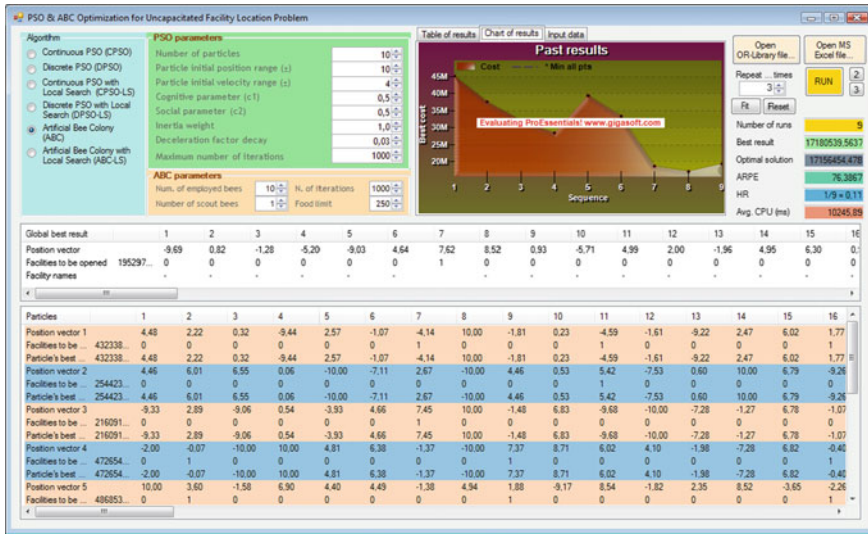 PSO & ABC Optimization for Uncapacitated Facility Location Problem
Algorithm
Continuous PSO (CPSO)
Discrete PSO (DPSO)
Continuous PSO with
Local Search (CPSO-LS)
Discrete PSO with Local
Search (DPSO-LS)
Artificial Bee Colony
(ABC)
Artificial Bee Colony with
Local Search (ABC-LS)
PSO parameters
Number of particles 10
Particle initial position range (±) 10
Particle initial velocity range (±) 4
Cognitive parameter (c1) 0,5
Social parameter (c2) 0,5
Inertia weight 1,0
Deceleration factor decay 0,03
Maximum number of iterations 1000
ABC parameters
Num. of employed bees 10 N. of iterations 1000
Number of scout bees 1 Food limit 250
Table of results Chart of results Input data
Past results
Cost * Min all pts
Best cost
45M
40M
35M
30M
25M
20M
Evaluating ProEssentials! www.gigasoft.com
1 2 3 4 5 6 7 8 9
Sequence
Open
OR-Library file...
Open MS
Excel file...
Repeat ... times
3
RUN
2
3
Fit Reset
Number of runs 9
Best result 17180539,5637
Optimal solution 17156454,478
ARPE 76,3867
HR 1/9 = 0,11
Avg. CPU (ms) 10245,89
Global best result 1 2 3 4 5 6 7 8 9 10 11 12 13 14 15 16
Position vector -9,69 0,82 -1,28 -5,20 -9,03 4,64 7,62 8,52 0,93 -5,71 4,99 2,00 -1,96 4,95 6,30
Facilities to be opened 195297... 0 0 0 0 0 0 1 0 0 0 0 0 0 0 0 0
Facility names - - - - - - - - - - - - - - - -
Particles 1 2 3 4 5 6 7 8 9 10 11 12 13 14 15 16
Position vector 1 4,48 2,22 0,32 -9,44 2,57 -1,07 -4,14 10,00 -1,81 0,23 -4,59 -1,61 -9,22 2,47 6,02 1,77
Facilities to be ... 432338... 0 0 0 0 0 0 1 0 0 0 1 0 0 0 0 1
Particle's best ... 432338... 4,48 2,22 0,32 -9,44 2,57 -1,07 -4,14 10,00 -1,81 0,23 -4,59 -1,61 -9,22 2,47 6,02 1,77
Position vector 2 4,46 6,01 6,55 0,06 -10,00 -7,11 2,67 -10,00 4,46 0,53 5,42 -7,53 0,60 10,00 6,79 -9,26
Facilities to be ... 254423... 0 0 0 0 0 0 0 0 0 0 1 0 0 0 0 0
Particle's best ... 254423... 4,46 6,01 6,55 0,06 -10,00 -7,11 2,67 -10,00 4,46 0,53 5,42 -7,53 0,60 10,00 6,79 -9,26
Position vector 3 -9,33 2,89 -9,06 0,54 -3,93 4,66 7,45 10,00 -1,48 6,83 -9,68 -10,00 -7,28 -1,27 6,78 -1,07
Facilities to be ... 216091... 0 0 0 0 0 0 1 0 0 0 0 0 0 0 0 0
Particle's best ... 216091... -9,33 2,89 -9,06 0,54 -3,93 4,66 7,45 10,00 -1,48 6,83 -9,68 -10,00 -7,28 -1,27 6,78 -1,07
Position vector 4 -2,00 -0,07 -10,00 10,00 4,81 6,38 -1,37 -10,00 7,37 8,71 6,02 4,10 -1,98 -7,28 6,82 -0,40
Facilities to be ... 472654... 0 1 0 0 0 0 0 0 1 0 0 0 0 0 0 1
Particle's best ... 472654... -2,00 -0,07 -10,00 10,00 4,81 6,38 -1,37 -10,00 7,37 8,71 6,02 4,10 -1,98 -7,28 6,82 -0,40
Position vector 5 10,00 3,60 -1,58 6,90 4,40 4,49 -1,38 4,94 1,88 -9,17 8,54 -1,82 2,35 8,52 -3,65 -2,26
Facilities to be ... 486853... 0 1 0 0 0 0 0 0 1 0 0 0 0 0 0 1